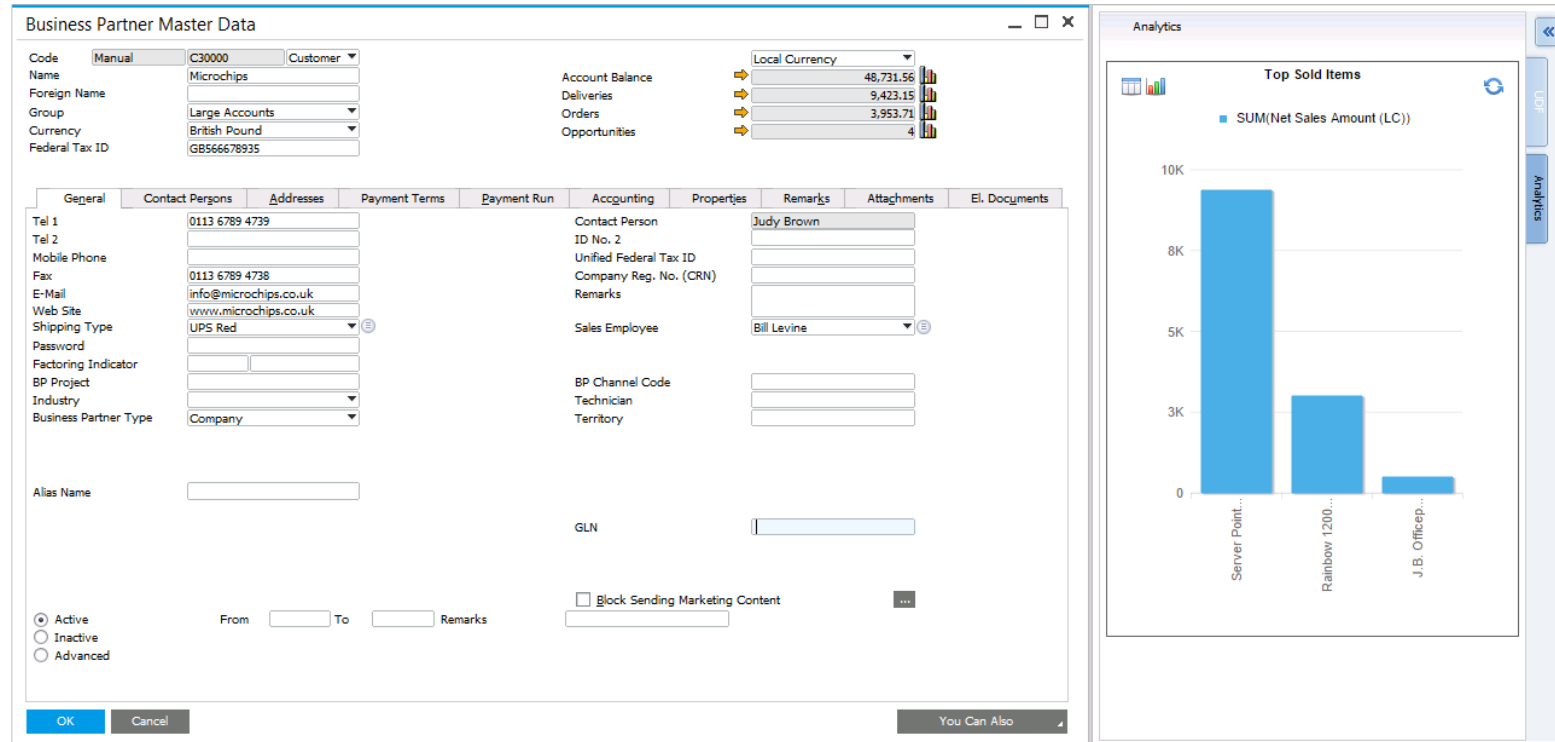 Business Partner Master Data
Code Manual C30000 Customer
Name Microchips
Foreign Name
Group Large Accounts
Currency British Pound
Federal Tax ID GB566678935
Local Currency
Account Balance 48,731.56
Deliveries 9,423.15
Orders 3,953.71
Opportunities 4
General Contact Persons Addresses Payment Terms Payment Run Accounting Properties Remarks Attachments El. Documents
Tel 1 0113 6789 4739
Tel 2
Mobile Phone
Fax 0113 6789 4738
E-Mail info@microchips.co.uk
Web Site www.microchips.co.uk
Shipping Type UPS Red
Password
Factoring Indicator
BP Project
Industry
Business Partner Type Company
Alias Name
Contact Person Judy Brown
ID No. 2
Unified Federal Tax ID
Company Reg. No. (CRN)
Remarks
Sales Employee Bill Levine
BP Channel Code
Technician
Territory
GLN
Block Sending Marketing Content ...
Active From To Remarks
Inactive
Advanced
OK Cancel You Can Also
Analytics
Top Sold Items
SUM(Net Sales Amount (LC))
10K
8K
5K
3K
0
Server Point...
Rainbow 1200...
J.B. Officep...
UDF
Analytics